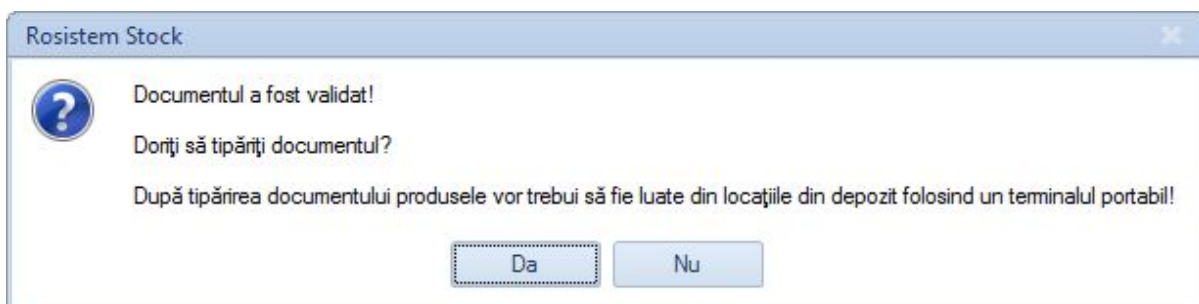 Rosistem Stock
Documentul a fost validat!
Doriţi să tipăriţi documentul?
După tipărirea documentului produsele vor trebui să fie luate din locaţiile din depozit folosind un terminalul portabil!
Da
Nu